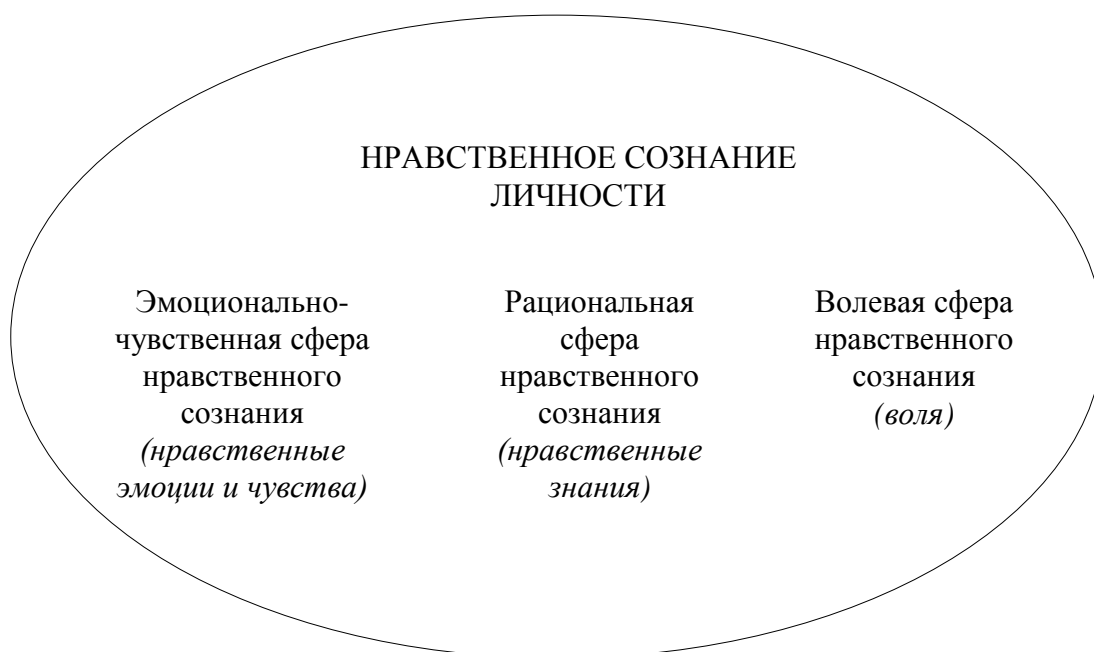 НРАВСТВЕННОЕ СОЗНАНИЕ
ЛИЧНОСТИ
Эмоционально-
чувственная сфера
нравственного
сознания
(нравственные
эмоции и чувства)
Рациональная
сфера
нравственного
сознания
(нравственные
знания)
Волевая сфера
нравственного
сознания
(воля)